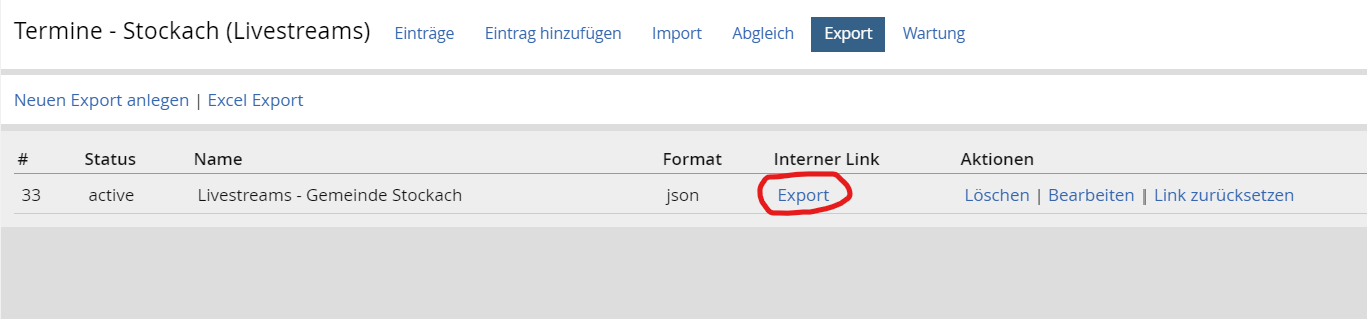 Termine - Stockach (Livestreams) Einträge Eintrag hinzufügen Import Abgleich Export Wartung
Neuen Export anlegen | Excel Export
# Status Name Format Interner Link Aktionen
33 active Livestreams - Gemeinde Stockach json Export Löschen | Bearbeiten || Link zurücksetzen